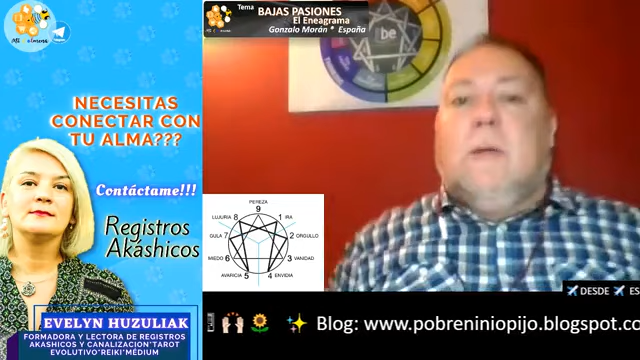 NECESITAS
CONECTAR CON
TU ALMA???
Contáctame!!!
Registros
Akáshicos
EVELYN HUZULIAK
FORMADORA Y LECTORA DE REGISTROS
AKASHICOS Y CANALIZACION*TAROT
EVOLUTIVO*REIKI*MÉDIUM
Tema
BAJAS PASIONES
El Eneagrama
Gonzalo Morán * España
be
PEREZA
9
LUJURIA 8
1 IRA
GULA 7
2 ORGULLO
MIEDO 6
3 VANIDAD
AVARICIA 5
4 ENVIDIA
DESDE
ES
Blog: www.pobreniniopijo.blogspot.co